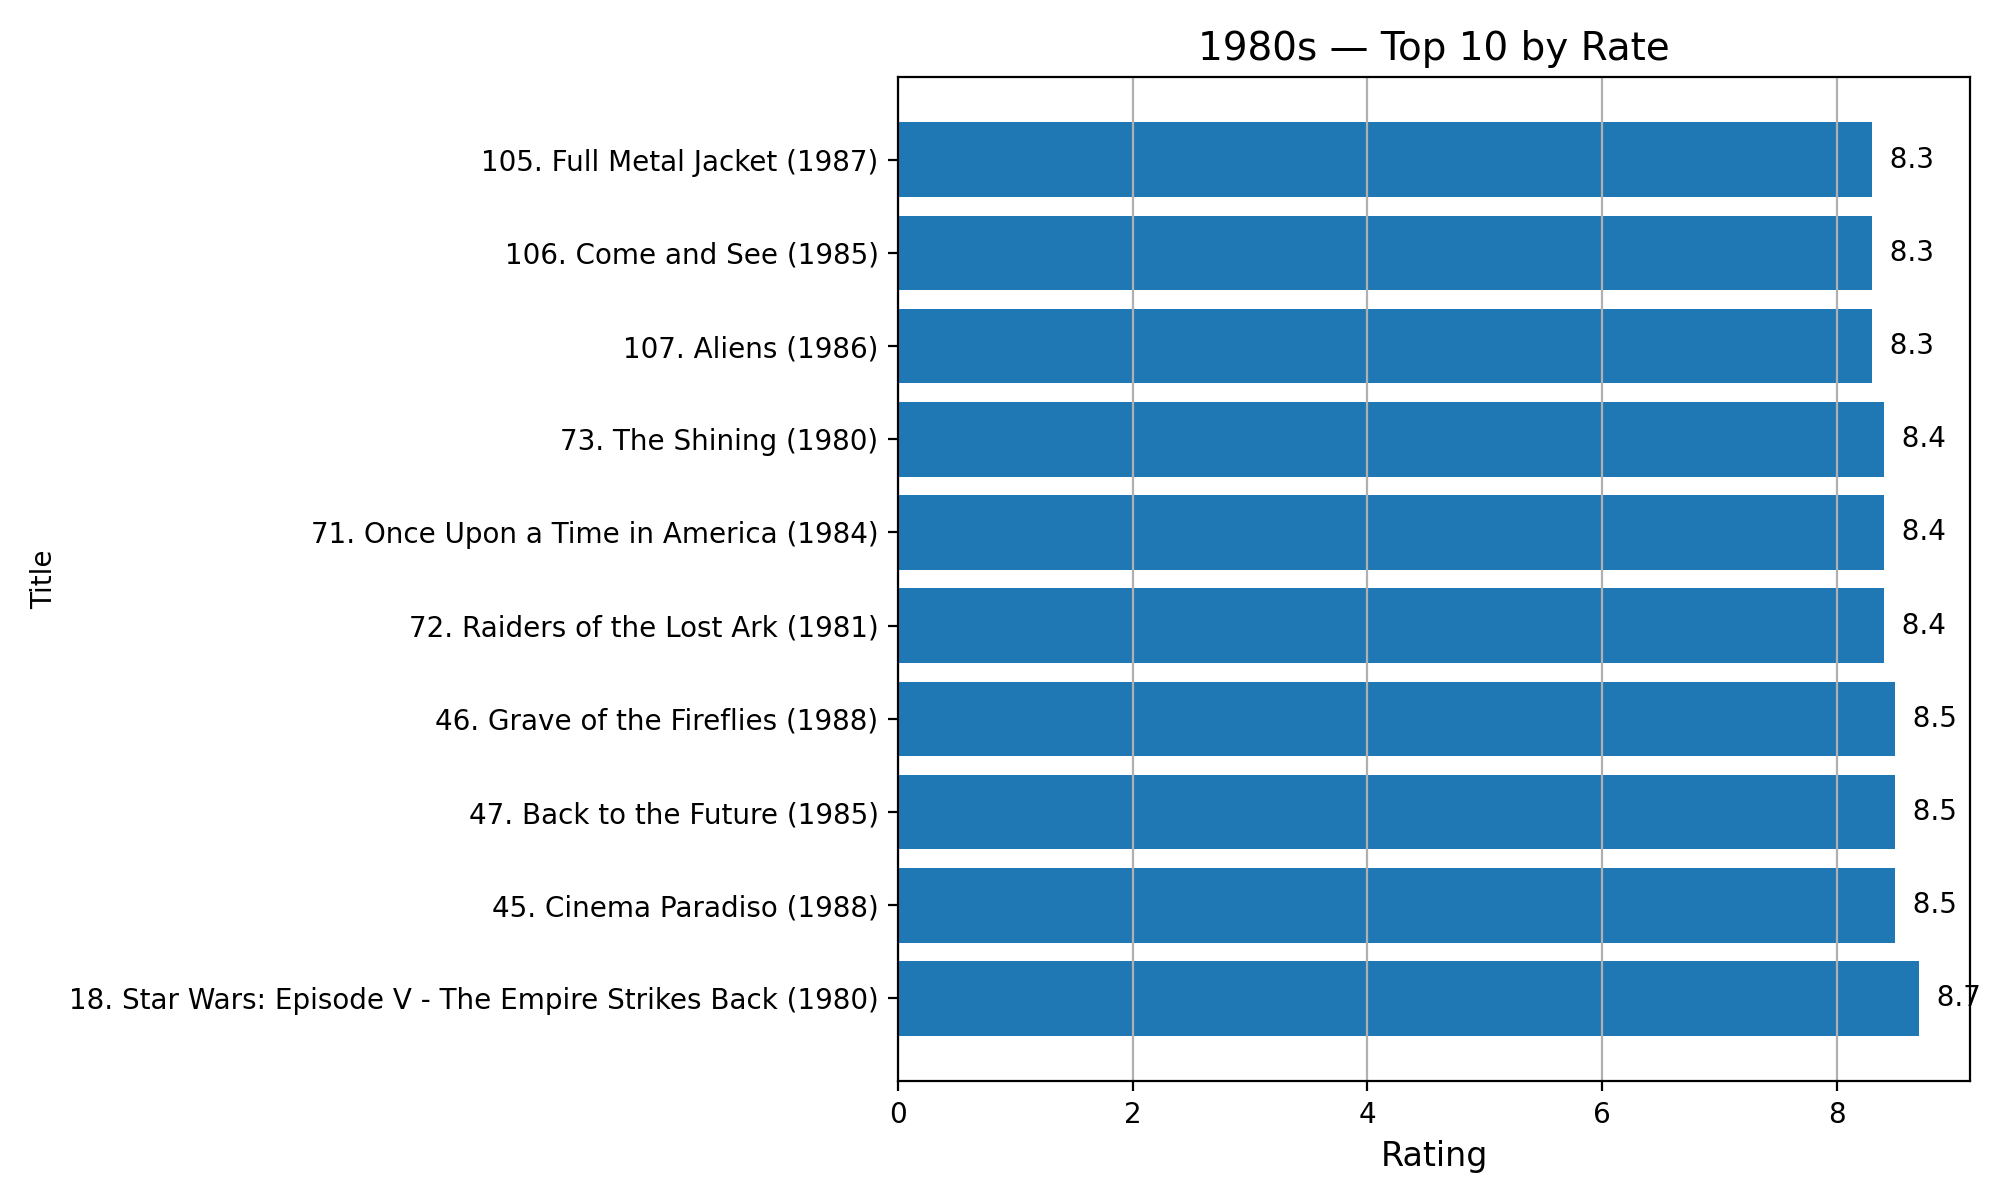 1980s — Top 10 by Rate
105. Full Metal Jacket (1987) 8.3
106. Come and See (1985) 8.3
107. Aliens (1986) 8.3
73. The Shining (1980) 8.4
71. Once Upon a Time in America (1984) 8.4
72. Raiders of the Lost Ark (1981) 8.4
46. Grave of the Fireflies (1988) 8.5
47. Back to the Future (1985) 8.5
45. Cinema Paradiso (1988) 8.5
18. Star Wars: Episode V - The Empire Strikes Back (1980) 8.7
Title
0 2 4 6 8
Rating